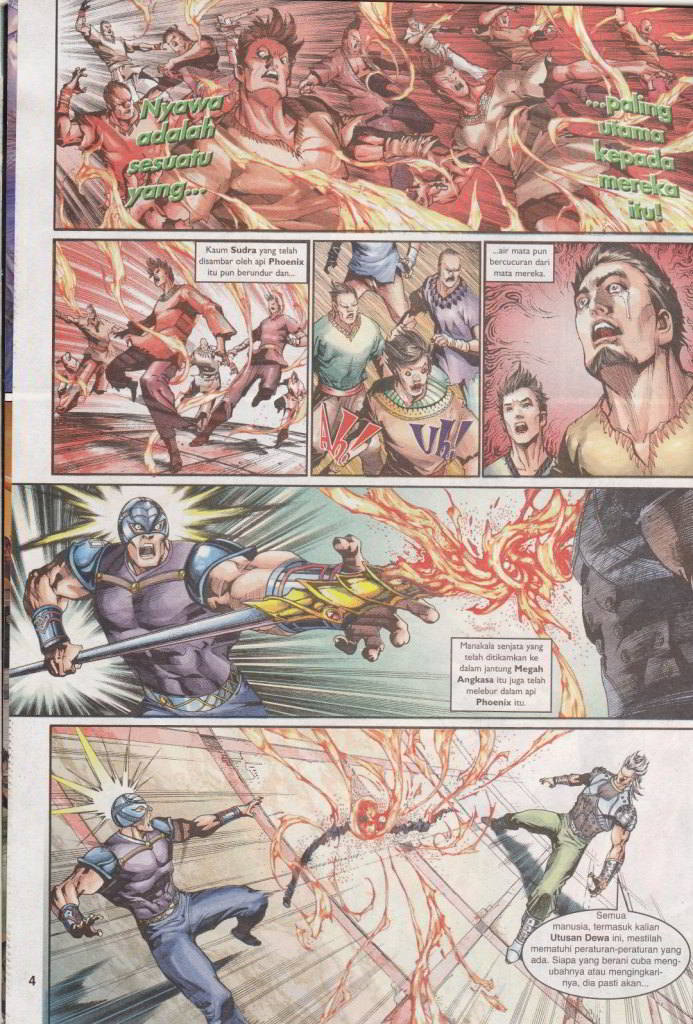 Nyawa
adalah
sesuatu
yang...
...paling
utama
kepada
mereka
itu!
Kaum Sudra yang telah
disambar oleh api Phoenix
itu pun berundur dan...
...air mata pun
bercucuran dari
mata mereka.
Ah!!
Uh!!
Manakala senjata yang
telah ditikamkan ke
dalam jantung Megah
Angkasa itu juga telah
melebur dalam api
Phoenix itu.
Semua
manusia, termasuk kalian
Utusan Dewa ini, mestilah
mematuhi peraturan-peraturan yang
ada. Siapa yang berani cuba meng-
ubahnya atau mengingkari-
nya, dia pasti akan...
4